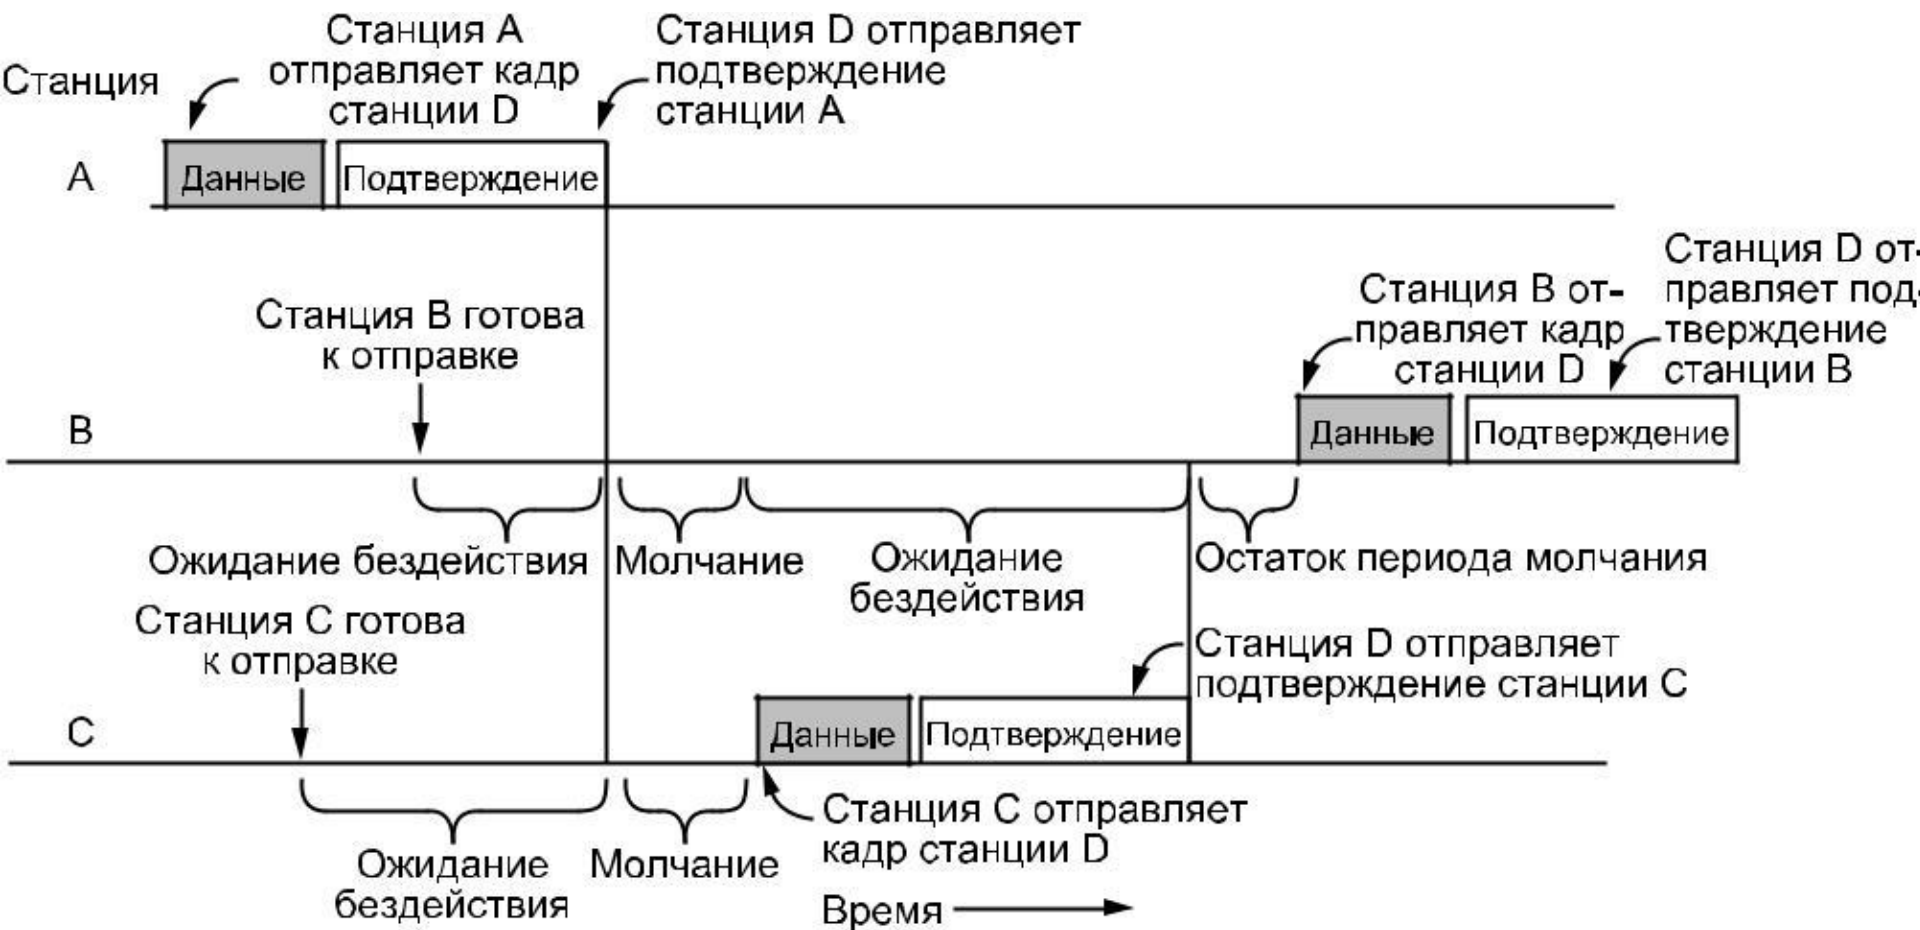 Станция А
отправляет кадр
станции D
Станция D отправляет
подтверждение
станции А
Станция
А
Данные
Подтверждение
Станция В готова
к отправке
Станция В от-
правляет кадр
станции D
Станция D от-
правляет под-
тверждение
станции В
В
Данные
Подтверждение
Ожидание бездействия
Молчание
Ожидание
бездействия
Остаток периода молчания
Станция С готова
к отправке
Станция D отправляет
подтверждение станции С
С
Данные
Подтверждение
Ожидание
бездействия
Молчание
Станция С отправляет
кадр станции D
Время